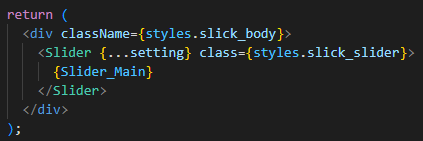 return (
<div className={styles.slick_body}>
<Slider {...setting} class={styles.slick_slider}>
{Slider_Main}
</Slider>
</div>
);